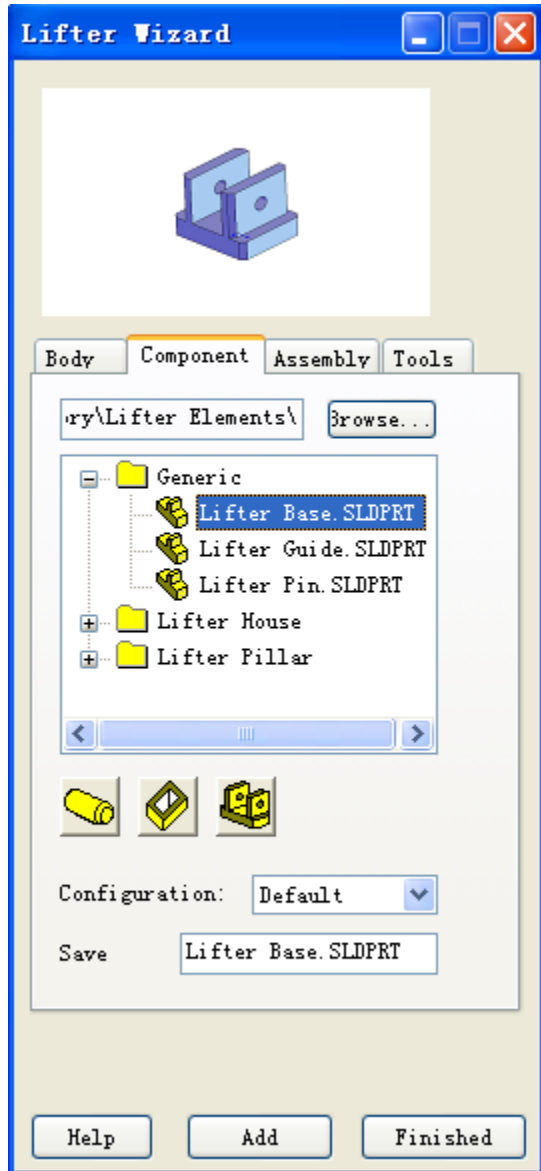 Lifter Wizard
Body Component Assembly Tools
ry\Lifter Elements\ Browse...
Generic
Lifter Base.SLDPRT
Lifter Guide.SLDPRT
Lifter Pin.SLDPRT
Lifter House
Lifter Pillar
Configuration: Default
Save Lifter Base.SLDPRT
Help Add Finished